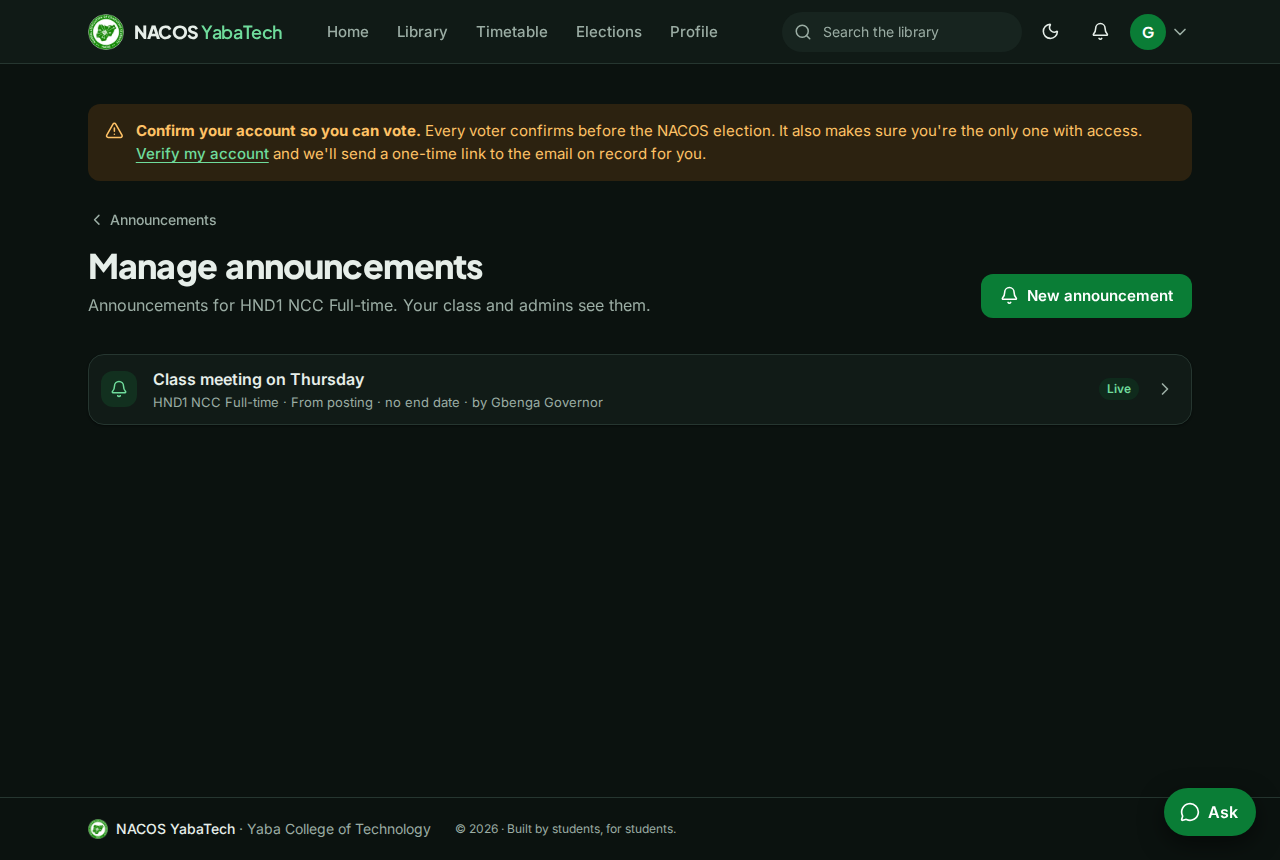 NACOS YabaTech
Home
Library
Timetable
Elections
Profile
Search the library
G
Confirm your account so you can vote. Every voter confirms before the NACOS election. It also makes sure you're the only one with access.
Verify my account and we'll send a one-time link to the email on record for you.
Announcements
Manage announcements
Announcements for HND1 NCC Full-time. Your class and admins see them.
New announcement
Class meeting on Thursday
HND1 NCC Full-time · From posting · no end date · by Gbenga Governor
Live
NACOS YabaTech · Yaba College of Technology
© 2026 · Built by students, for students.
Ask